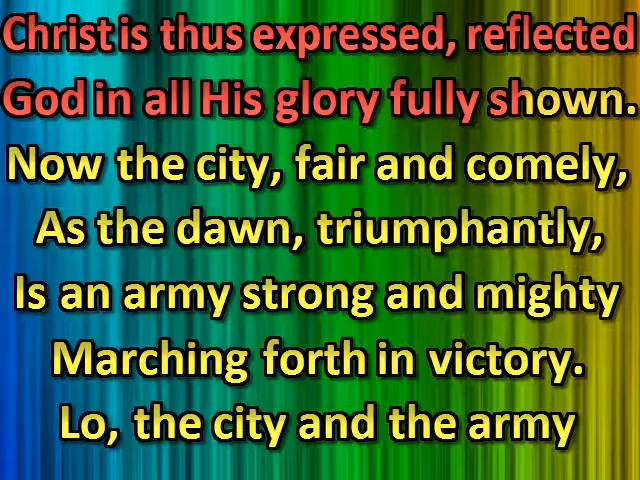 Christ is thus expressed, reflected
God in all His glory fully shown.
Now the city, fair and comely,
As the dawn, triumphantly,
Is an army strong and mighty
Marching forth in victory.
Lo, the city and the army